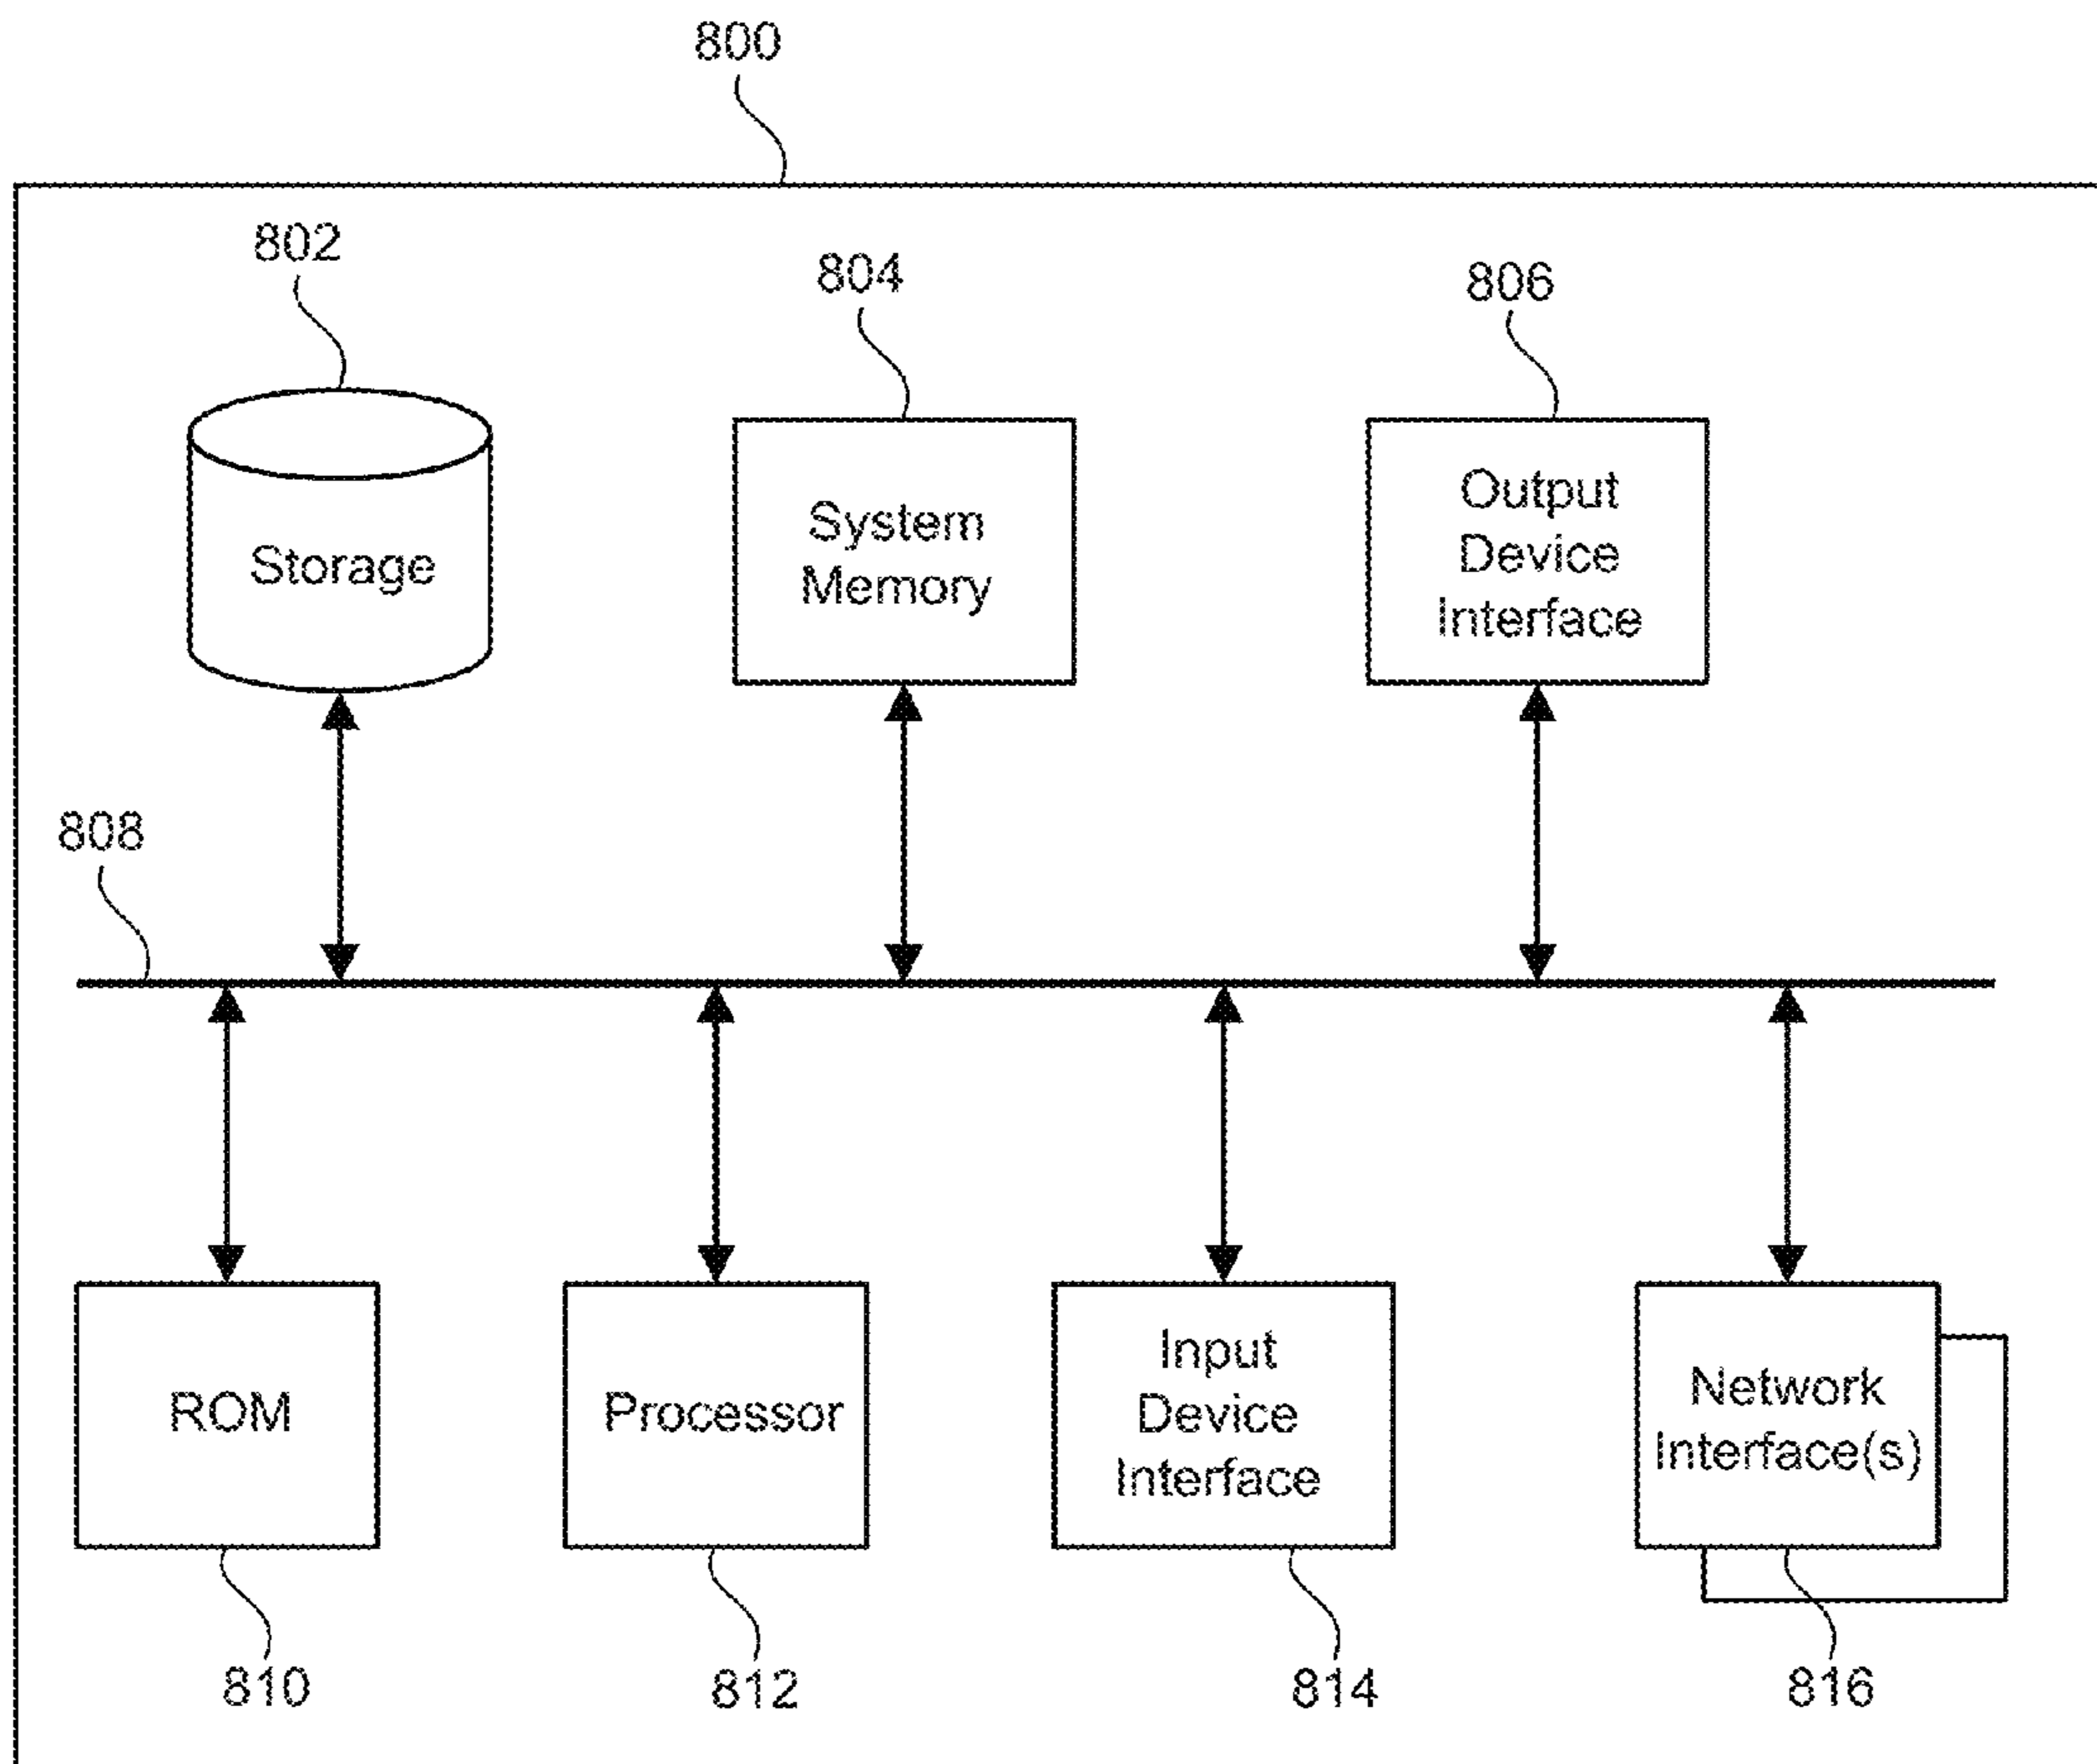 800
802
804
806
Storage
System
Memory
Output
Device
Interface
808
ROM
Processor
Input
Device
Interface
Network
Interface(s)
810
812
814
816